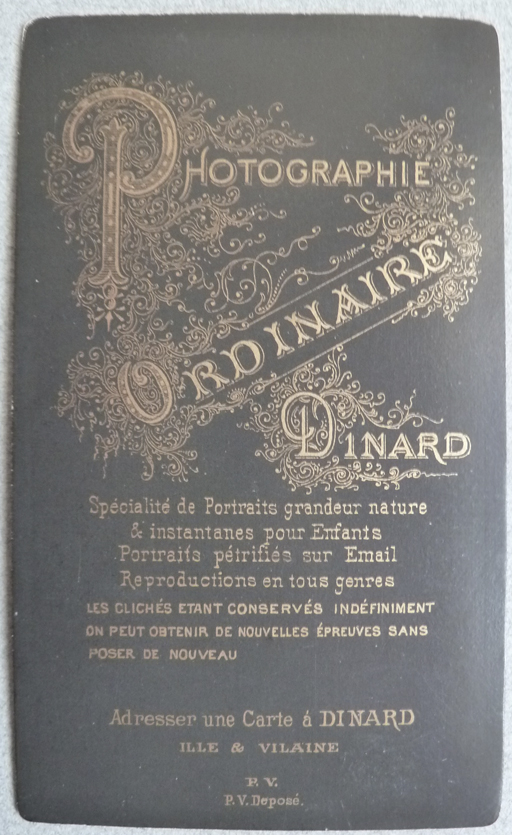 PHOTOGRAPHIE
ORDINAIRE
DINARD
Spécialité de Portraits grandeur nature
& instantanes pour Enfants
Portraits pétrifiés sur Email
Reproductions en tous genres
LES CLICHÉS ETANT CONSERVÉS INDÉFINIMENT
ON PEUT OBTENIR DE NOUVELLES ÉPREUVES SANS
POSER DE NOUVEAU
Adresser une Carte à DINARD
ILLE & VILAINE
P. V.
P.V. Deposé.